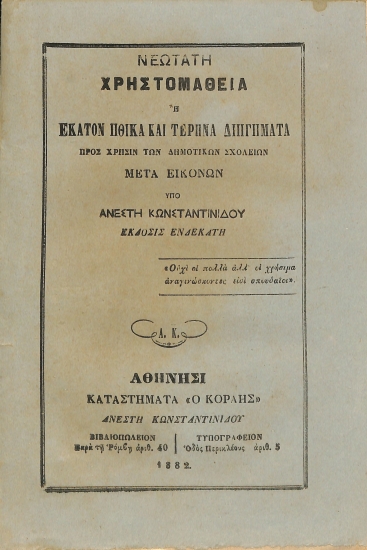 ΝΕΩΤΑΤΗ
ΧΡΗΣΤΟΜΑΘΕΙΑ
Ἢ
ΕΚΑΤΟΝ ΗΘΙΚΑ ΚΑΙ ΤΕΡΠΝΑ ΔΙΗΓΗΜΑΤΑ
ΠΡΟΣ ΧΡΗΣΙΝ ΤΩΝ ΔΗΜΟΤΙΚΩΝ ΣΧΟΛΕΙΩΝ
ΜΕΤΑ ΕΙΚΟΝΩΝ
ΥΠΟ
ΑΝΕΣΤΗ ΚΩΝΣΤΑΝΤΙΝΙΔΟΥ
ΕΚΔΟΣΙΣ ΕΝΔΕΚΑΤΗ
«Οὐχὶ οἱ πολλὰ ἀλλ' οἱ χρήσιμα
ἀναγινώσκοντες εἰσὶ σπουδαῖοι».
Α. Κ.
ΑΘΗΝΗΣΙ
ΚΑΤΑΣΤΗΜΑΤΑ «Ο ΚΟΡΑΗΣ»
ΑΝΕΣΤΗ ΚΩΝΣΤΑΝΤΙΝΙΔΟΥ
ΒΙΒΛΙΟΠΩΛΕΙΟΝ | ΤΥΠΟΓΡΑΦΕΙΟΝ
Παρὰ τῇ Ῥόμβῃ ἀριθ. 40 | Ὁδὸς Περικλέους ἀριθ. 5
1882.